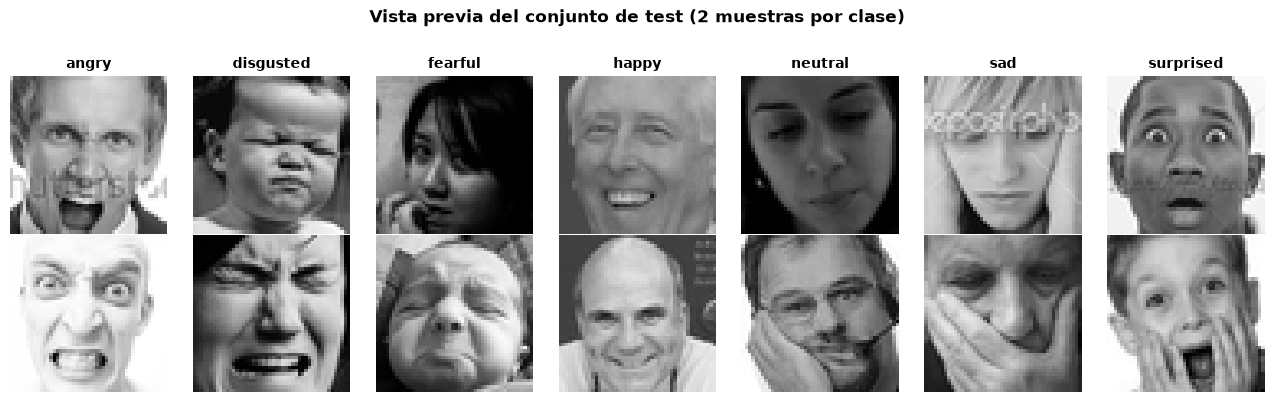 Vista previa del conjunto de test (2 muestras por clase)
angry disgusted fearful happy neutral sad surprised